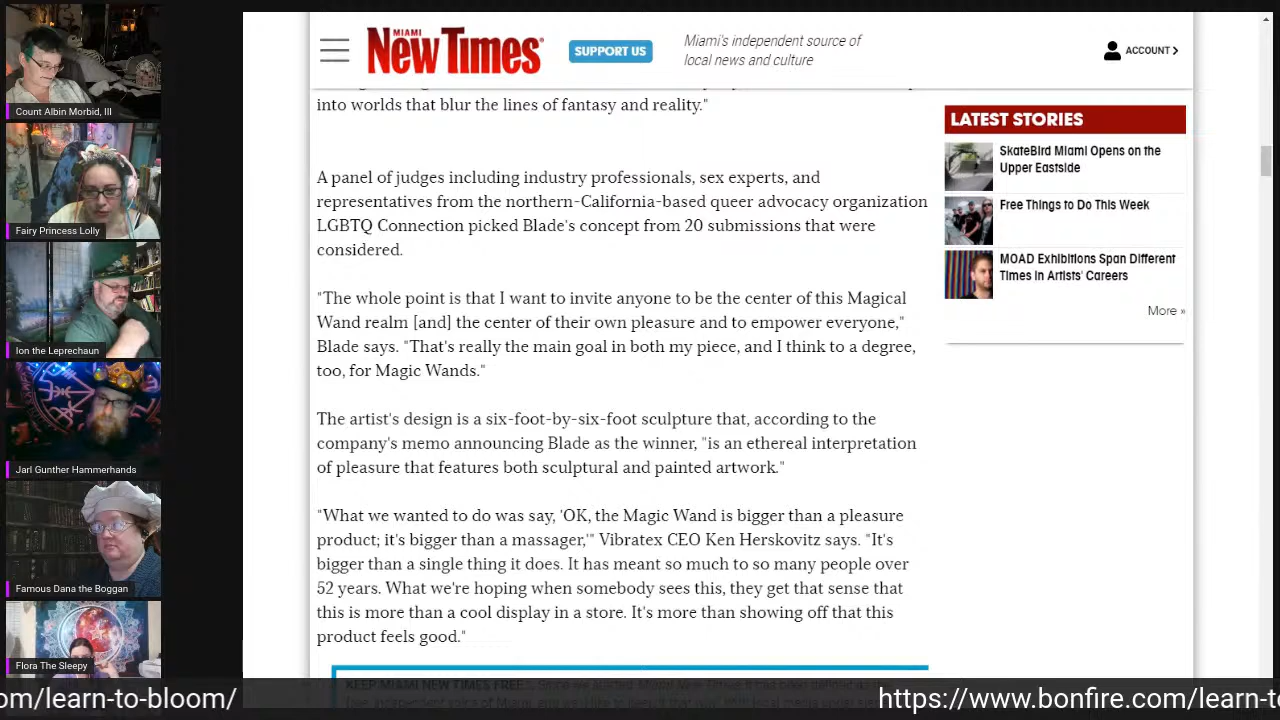 Count Albin Morbid, III
Fairy Princess Lolly
Ion the Leprechaun
Jarl Gunther Hammerhands
Famous Dana the Boggan
Flora The Sleepy
MIAMI
New Times
SUPPORT US
Miami's independent source of
local news and culture
ACCOUNT
into worlds that blur the lines of fantasy and reality."
A panel of judges including industry professionals, sex experts, and
representatives from the northern-California-based queer advocacy organization
LGBTQ Connection picked Blade's concept from 20 submissions that were
considered.
"The whole point is that I want to invite anyone to be the center of this Magical
Wand realm [and] the center of their own pleasure and to empower everyone,"
Blade says. "That's really the main goal in both my piece, and I think to a degree,
too, for Magic Wands."
The artist's design is a six-foot-by-six-foot sculpture that, according to the
company's memo announcing Blade as the winner, "is an ethereal interpretation
of pleasure that features both sculptural and painted artwork."
"What we wanted to do was say, 'OK, the Magic Wand is bigger than a pleasure
product; it's bigger than a massager,'" Vibratex CEO Ken Herskovitz says. "It's
bigger than a single thing it does. It has meant so much to so many people over
52 years. What we're hoping when somebody sees this, they get that sense that
this is more than a cool display in a store. It's more than showing off that this
product feels good."
LATEST STORIES
SkateBird Miami Opens on the
Upper Eastside
Free Things to Do This Week
MOAD Exhibitions Span Different
Times in Artists' Careers
More »
KEEP MIAMI NEW TIMES FREE
om/learn-to-bloom/
https://www.bonfire.com/learn-to